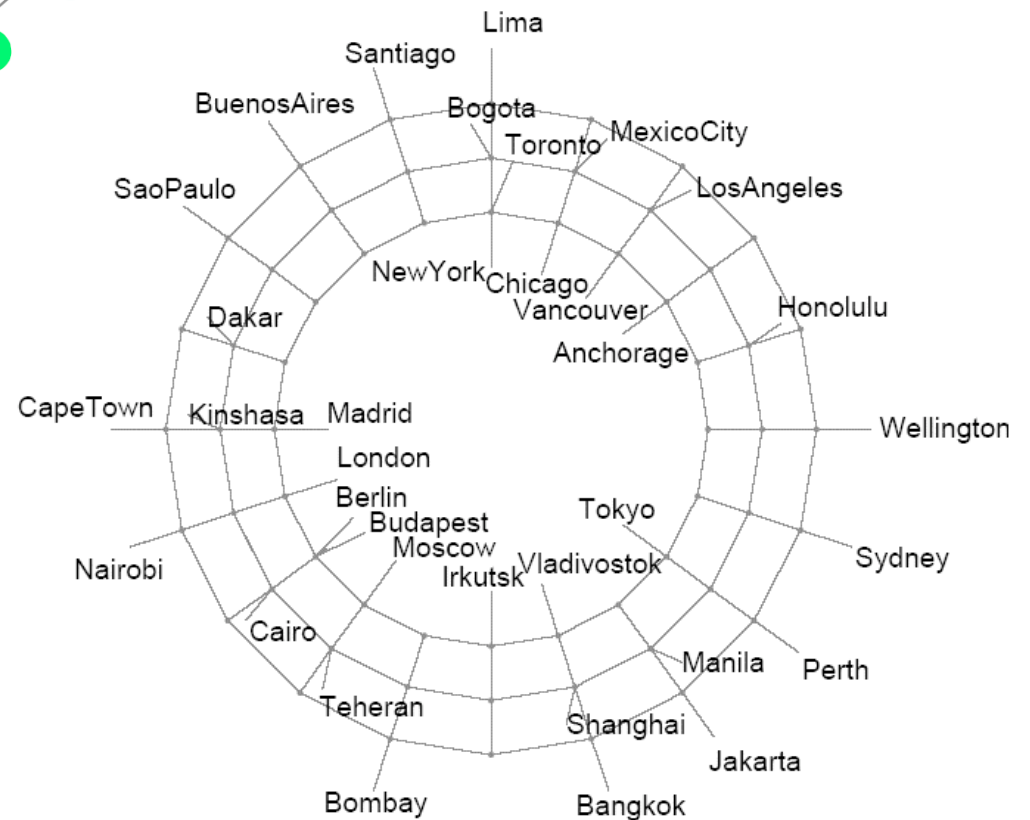 Lima
Santiago
BuenosAires
Bogota
MexicoCity
Toronto
SaoPaulo
LosAngeles
NewYork
Chicago
Vancouver
Honolulu
Dakar
Anchorage
CapeTown
Kinshasa
Madrid
Wellington
London
Berlin
Tokyo
Budapest
Moscow
Sydney
Nairobi
Irkutsk
Vladivostok
Cairo
Manila
Perth
Teheran
Shanghai
Jakarta
Bombay
Bangkok